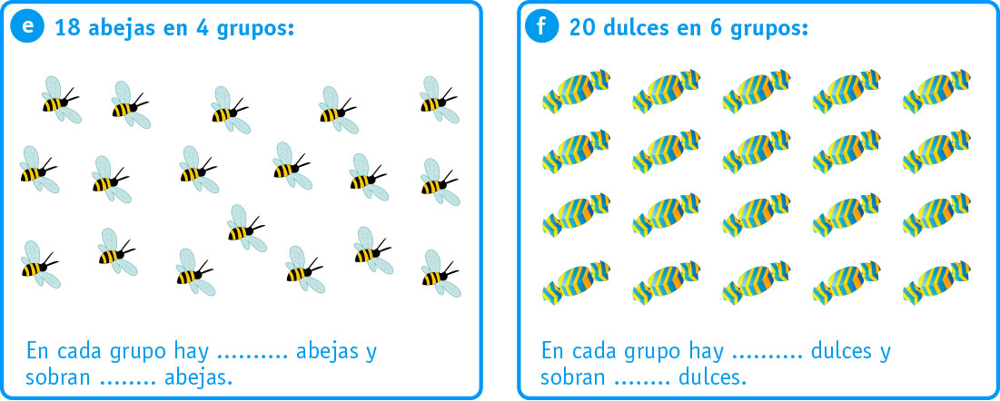 e 18 abejas en 4 grupos:
En cada grupo hay .......... abejas y
sobran ........ abejas.
f 20 dulces en 6 grupos:
En cada grupo hay .......... dulces y
sobran ........ dulces.